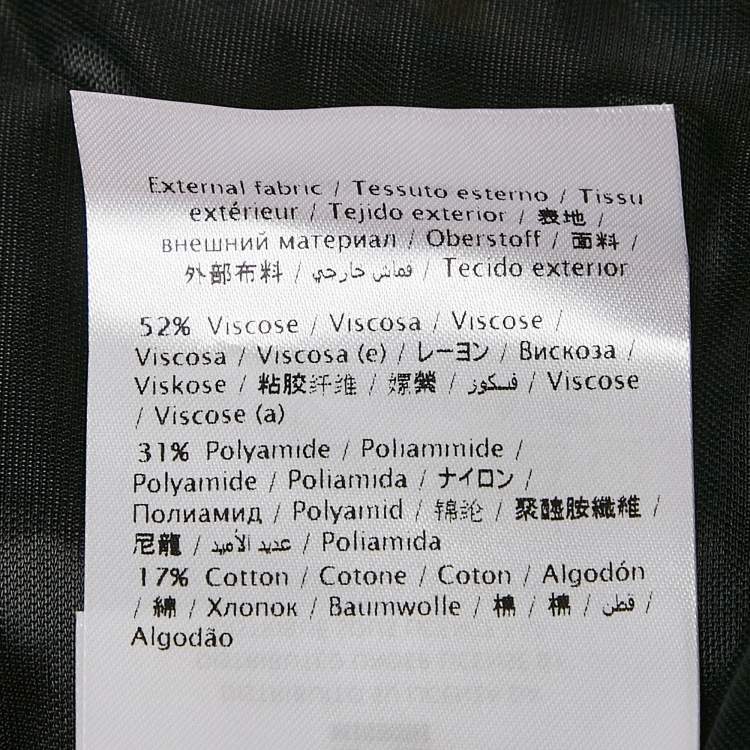 External fabric / Tessuto esterno / Tissu
extérieur / Tejido exterior / 表地 /
внешний материал / Oberstoff / 面料 /
外部布料 / قماش خارجي / Tecido exterior
52% Viscose / Viscosa / Viscose /
Viscosa / Viscosa (e) / レーヨン / Вискоза /
Viskose / 粘胶纤维 / 嫘縈 / فسكوز / Viscose
/ Viscose (a)
31% Polyamide / Poliammide /
Polyamide / Poliamida / ナイロン /
Полиамид / Polyamid / 锦纶 / 聚醯胺纖維 /
尼龍 / عديد الأميد / Poliamida
17% Cotton / Cotone / Coton / Algodón
/ 綿 / Хлопок / Baumwolle / 棉 / 棉 / قطن /
Algodão